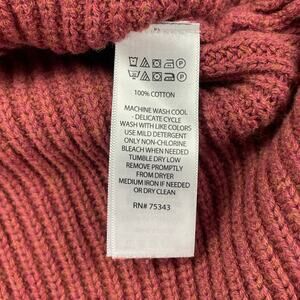 100% COTTON
MACHINE WASH COOL
- DELICATE CYCLE
WASH WITH LIKE COLORS
USE MILD DETERGENT
ONLY NON-CHLORINE
BLEACH WHEN NEEDED
TUMBLE DRY LOW
REMOVE PROMPTLY
FROM DRYER
MEDIUM IRON IF NEEDED
OR DRY CLEAN
RN# 75343